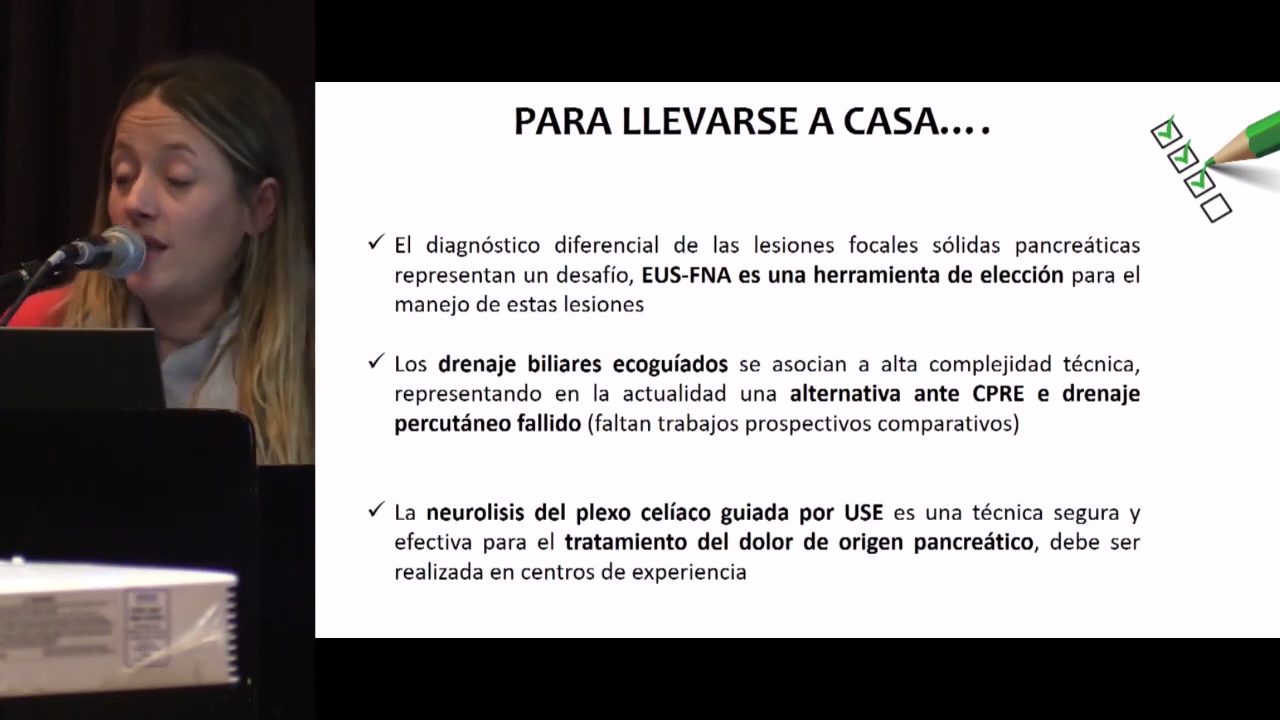 PARA LLEVARSE A CASA....
El diagnóstico diferencial de las lesiones focales sólidas pancreáticas
representan un desafío, EUS-FNA es una herramienta de elección para el
manejo de estas lesiones
Los drenaje biliares ecoguíados se asocian a alta complejidad técnica,
representando en la actualidad una alternativa ante CPRE e drenaje
percutáneo fallido (faltan trabajos prospectivos comparativos)
La neurolisis del plexo celíaco guiada por USE es una técnica segura y
efectiva para el tratamiento del dolor de origen pancreático, debe ser
realizada en centros de experiencia